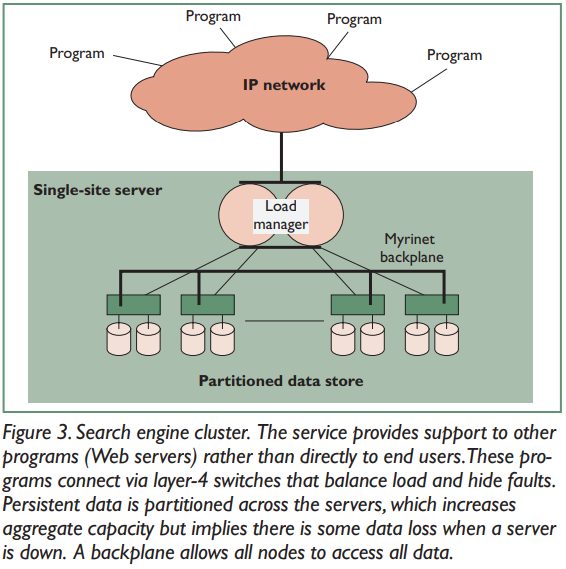 Program
Program
Program
Program
IP network
Single-site server
Load
manager
Myrinet
backplane
Partitioned data store
Figure 3. Search engine cluster. The service provides support to other
programs (Web servers) rather than directly to end users. These pro-
grams connect via layer-4 switches that balance load and hide faults.
Persistent data is partitioned across the servers, which increases
aggregate capacity but implies there is some data loss when a server
is down. A backplane allows all nodes to access all data.